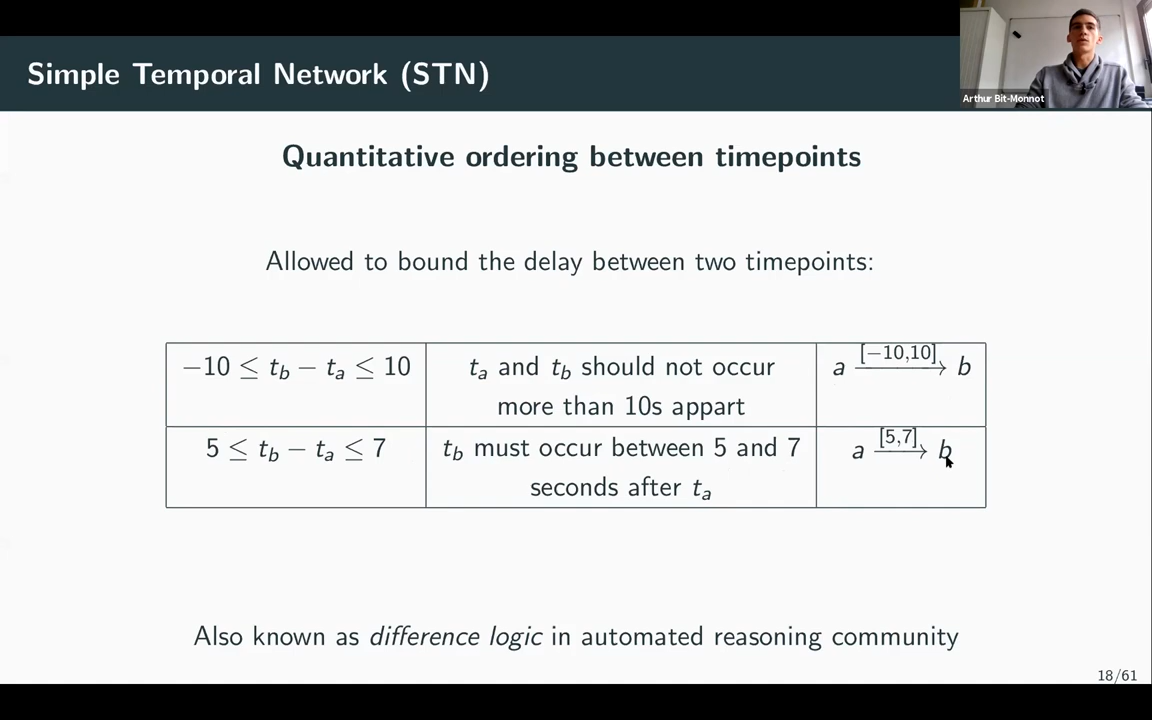 Simple Temporal Network (STN)
Arthur Bit-Monnot
Quantitative ordering between timepoints
Allowed to bound the delay between two timepoints:
−10 ≤ t_b − t_a ≤ 10
t_a and t_b should not occur
more than 10s appart
a [−10,10]→ b
5 ≤ t_b − t_a ≤ 7
t_b must occur between 5 and 7
seconds after t_a
a [5,7]→ b
Also known as difference logic in automated reasoning community
18/61